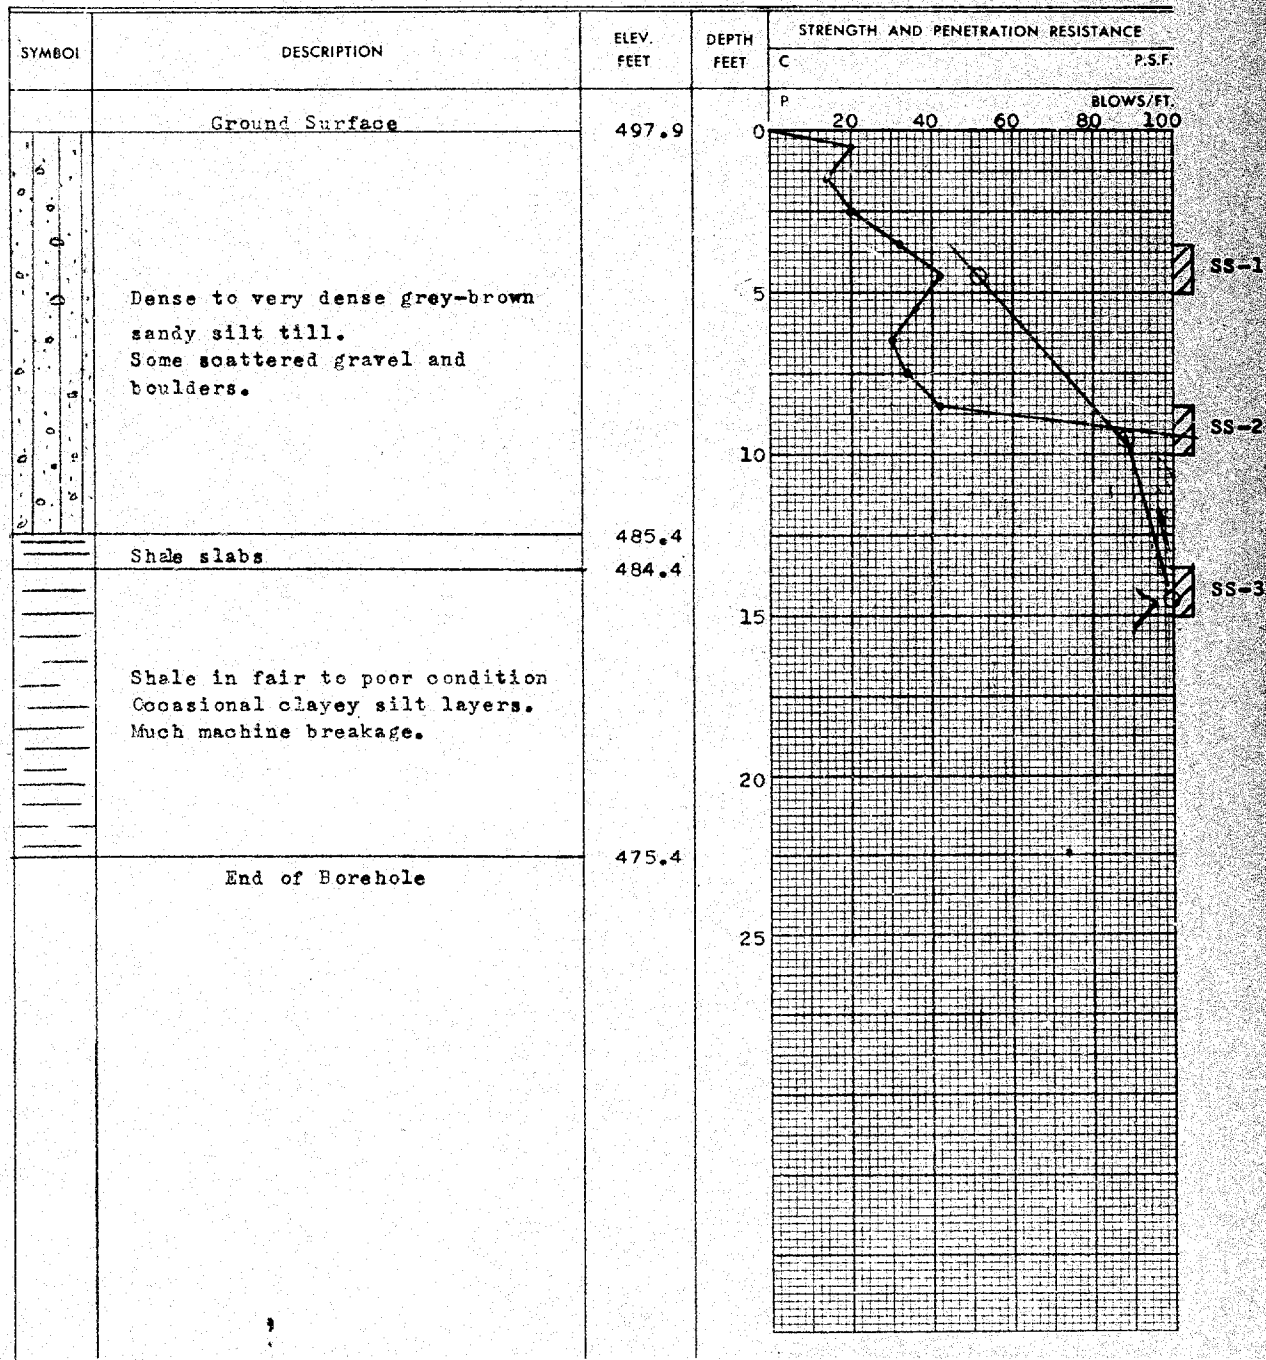 SYMBOL DESCRIPTION ELEV. FEET DEPTH FEET STRENGTH AND PENETRATION RESISTANCE
C P.S.F.
P BLOWS/FT.
Ground Surface 497.9 0 20 40 60 80 100
SS-1
5
Dense to very dense grey-brown
sandy silt till.
Some scattered gravel and
boulders.
SS-2
10
485.4
Shale slabs
484.4
SS-3
15
Shale in fair to poor condition
Occasional clayey silt layers.
Much machine breakage.
20
475.4
End of Borehole
25